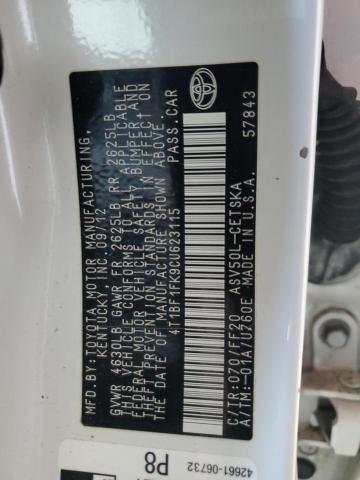 MFD.BY:TOYOTA MOTOR MANUFACTURING,
KENTUCKY, INC. 09/12
GVWR 4630LB GAWR FR 2625LB RR 2625LB
THIS VEHICLE CONFORMS TO ALL APPLICABLE
FEDERAL MOTOR VEHICLE SAFETY, BUMPER, AND
THEFT PREVENTION STANDARDS IN EFFECT ON
THE DATE OF MANUFACTURE SHOWN ABOVE.
4T1BF1FK9CU623115 PASS.CAR
C/TR:070/FF20 ASV50L-CETSKA
A/TM:-01A/U760E MADE IN U.S.A.
57843
42661-06732
P8